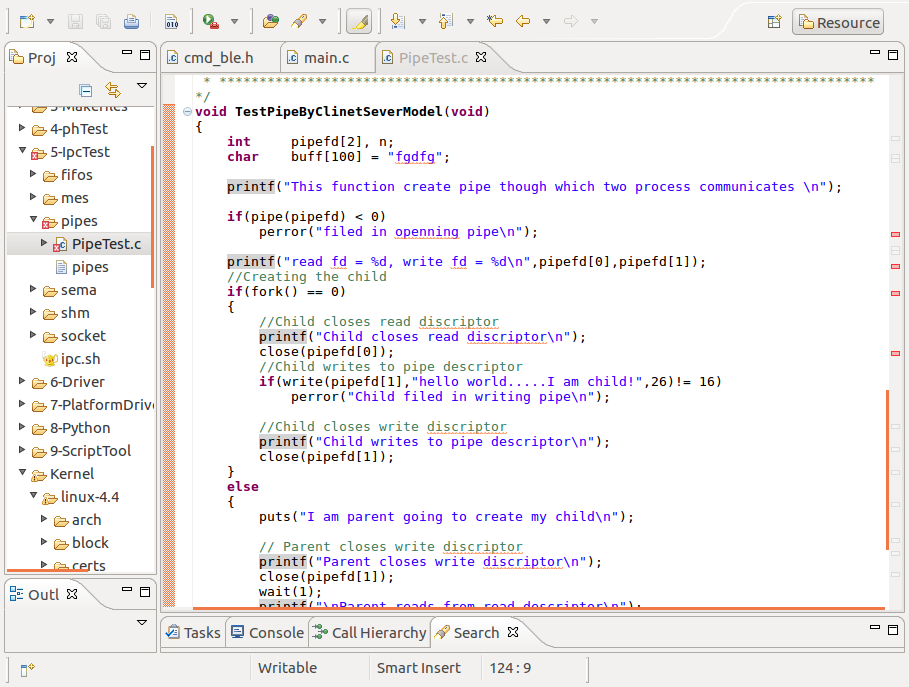 Resource
Proj
cmd_ble.h
main.c
PipeTest.c
4-phTest
5-IpcTest
fifos
mes
pipes
PipeTest.c
pipes
sema
shm
socket
ipc.sh
6-Driver
7-PlatformDrive
8-Python
9-ScriptTool
Kernel
linux-4.4
arch
block
certs
* **********************************************************************************
*/
void TestPipeByClinetSeverModel(void)
{
int pipefd[2], n;
char buff[100] = "fgdfg";
printf("This function create pipe though which two process communicates \n");
if(pipe(pipefd) < 0)
perror("filed in openning pipe\n");
printf("read fd = %d, write fd = %d\n",pipefd[0],pipefd[1]);
//Creating the child
if(fork() == 0)
{
//Child closes read discriptor
printf("Child closes read discriptor\n");
close(pipefd[0]);
//Child writes to pipe descriptor
if(write(pipefd[1],"hello world.....I am child!",26)!= 16)
perror("Child filed in writing pipe\n");
//Child closes write discriptor
printf("Child writes to pipe descriptor\n");
close(pipefd[1]);
}
else
{
puts("I am parent going to create my child\n");
// Parent closes write discriptor
printf("Parent closes write discriptor\n");
close(pipefd[1]);
wait(1);
printf("\nParent reads from read descriptor\n");
Outl
Tasks
Console
Call Hierarchy
Search
Writable
Smart Insert
124 : 9